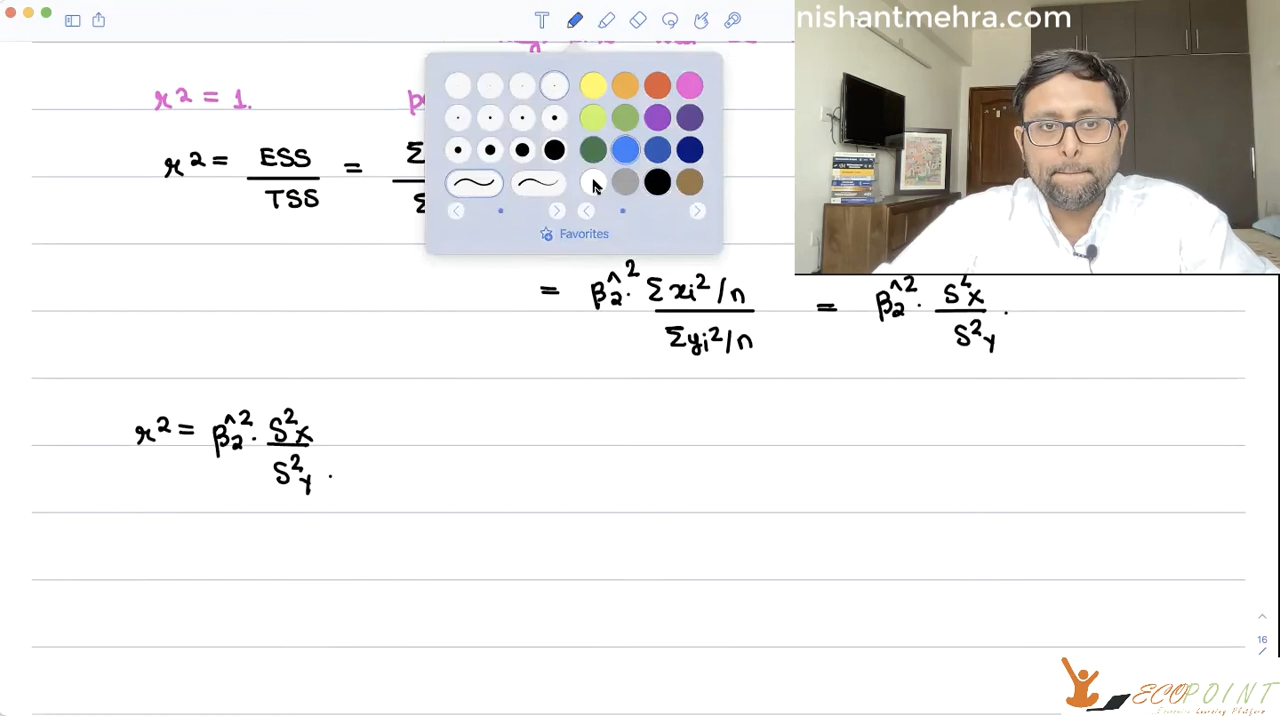 nishantmehra.com
r² = 1.
r² = ESS / TSS = Σ
Σ
Favorites
= β̂₂² · Σxi²/n / Σyi²/n = β̂₂² · S²x / S²y .
r² = β̂₂² · S²x / S²y .
16
ECOPOINT